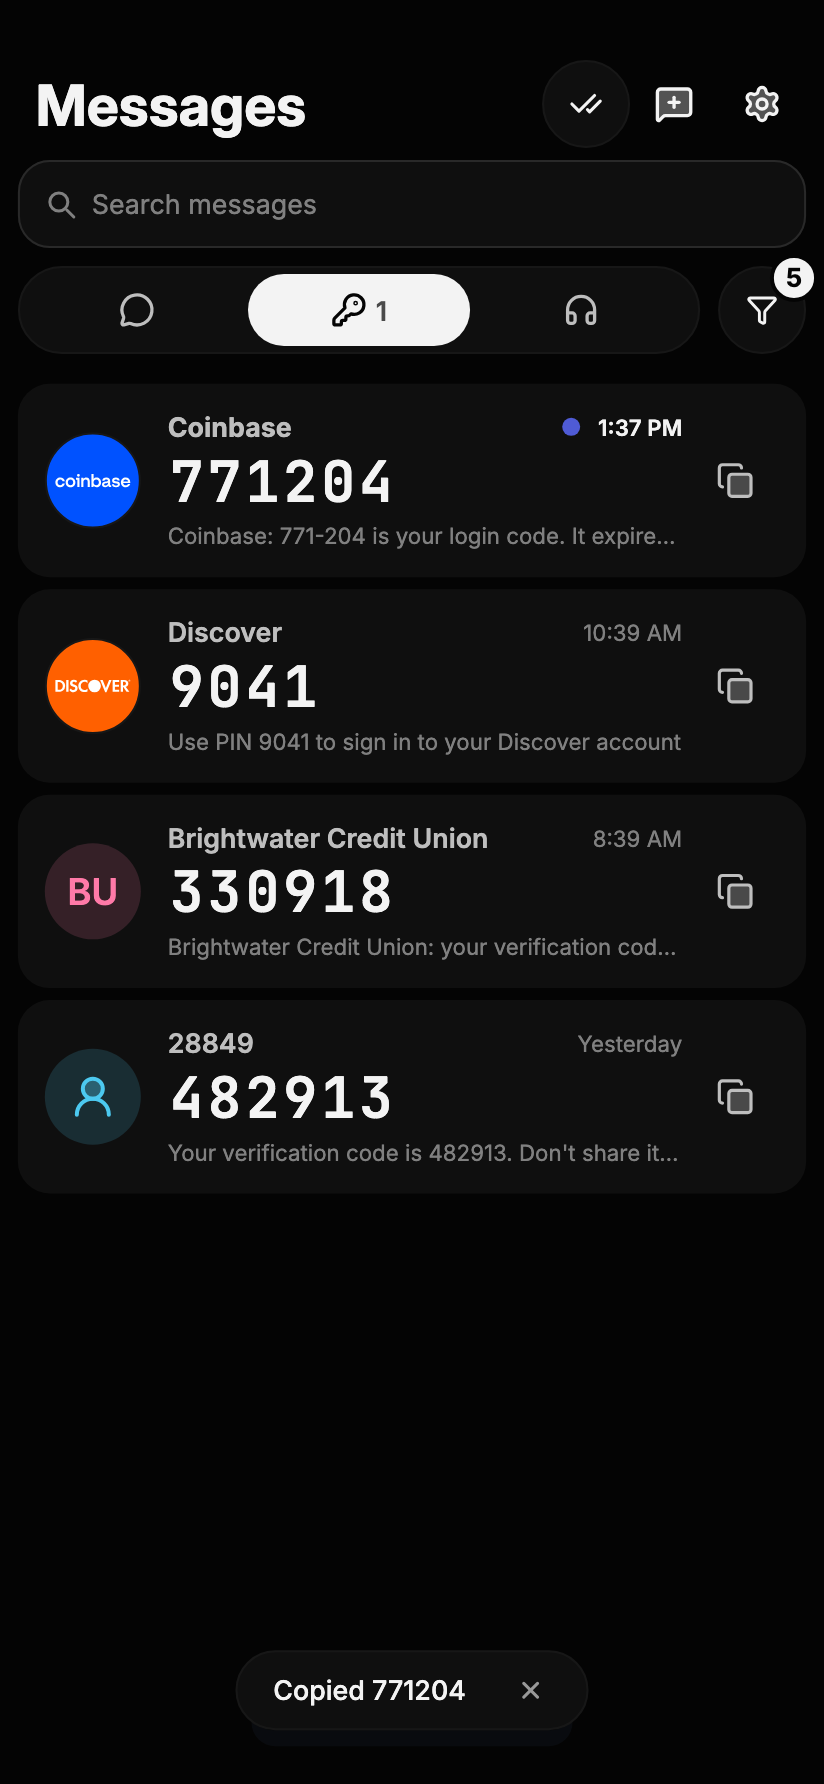 Messages
Search messages
1
5
Coinbase
1:37 PM
coinbase
771204
Coinbase: 771-204 is your login code. It expire...
Discover
10:39 AM
DISCOVER
9041
Use PIN 9041 to sign in to your Discover account
Brightwater Credit Union
8:39 AM
BU
330918
Brightwater Credit Union: your verification cod...
28849
Yesterday
482913
Your verification code is 482913. Don't share it...
Copied 771204